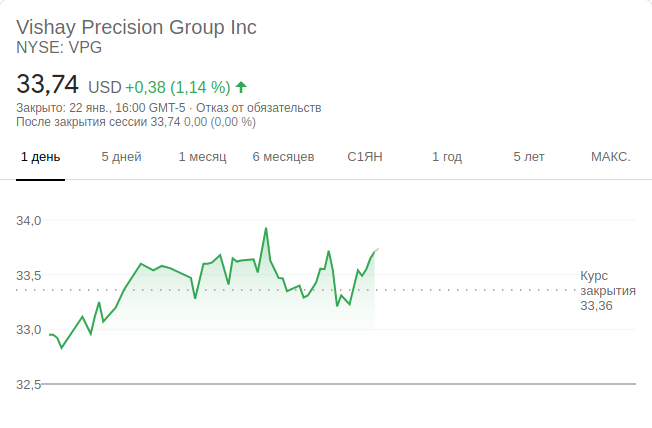 Vishay Precision Group Inc
NYSE: VPG
33,74 USD +0,38 (1,14 %)
Закрыто: 22 янв., 16:00 GMT-5 · Отказ от обязательств
После закрытия сессии 33,74 0,00 (0,00 %)
1 день 5 дней 1 месяц 6 месяцев С1ЯН 1 год 5 лет МАКС.
34,0
33,5
33,0
32,5
Курс
закрытия
33,36